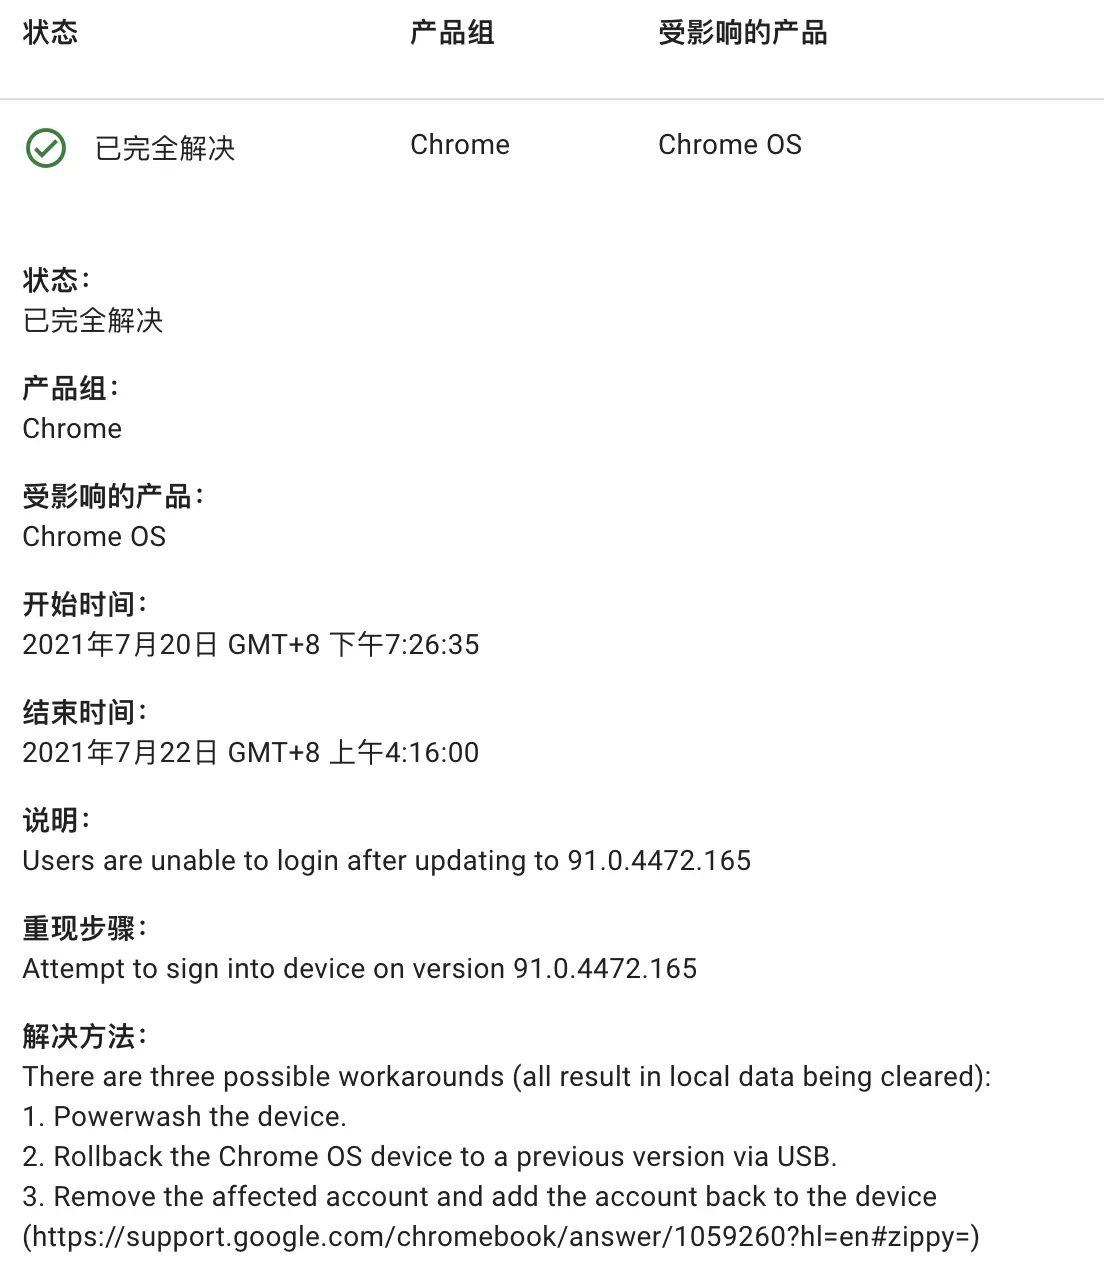 状态 产品组 受影响的产品
已完全解决 Chrome Chrome OS
状态：
已完全解决
产品组：
Chrome
受影响的产品：
Chrome OS
开始时间：
2021年7月20日 GMT+8 下午7:26:35
结束时间：
2021年7月22日 GMT+8 上午4:16:00
说明：
Users are unable to login after updating to 91.0.4472.165
重现步骤：
Attempt to sign into device on version 91.0.4472.165
解决方法：
There are three possible workarounds (all result in local data being cleared):
1. Powerwash the device.
2. Rollback the Chrome OS device to a previous version via USB.
3. Remove the affected account and add the account back to the device
(https://support.google.com/chromebook/answer/1059260?hl=en#zippy=)